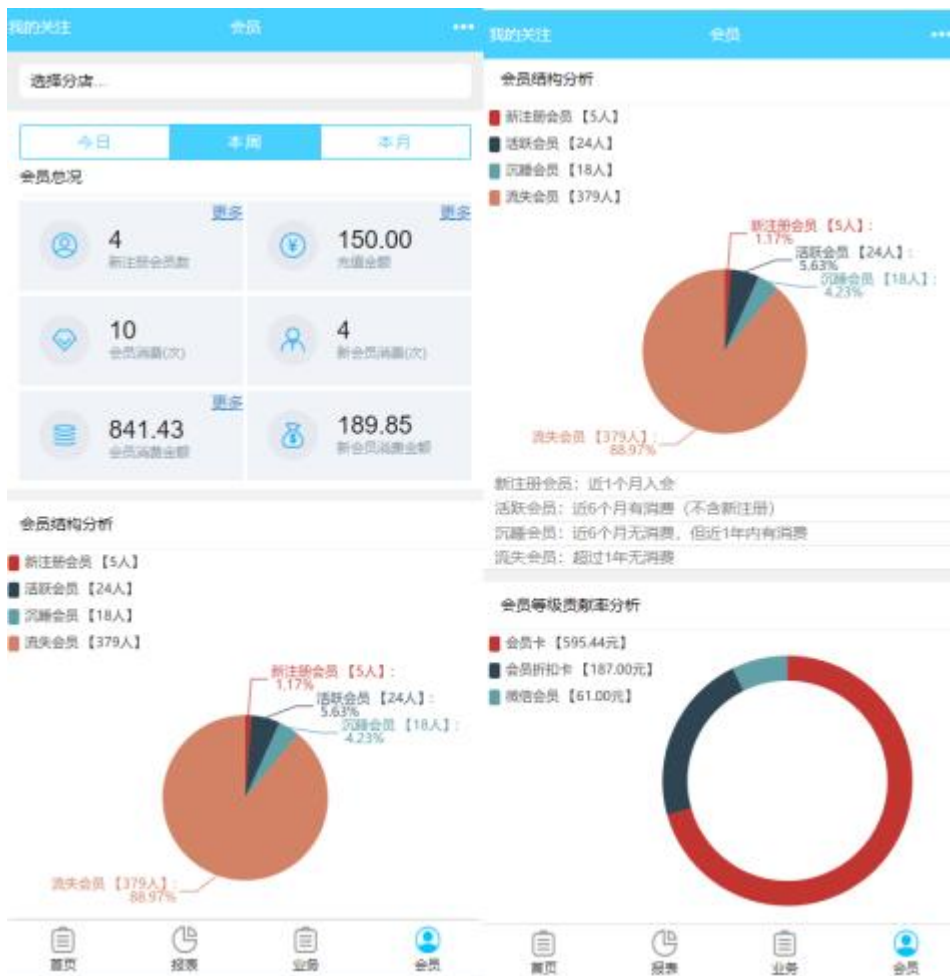 我的关注 会员 •••
选择分店...
今日 本周 本月
会员总况
更多 更多
4 150.00
新注册会员数 充值金额
10 4
会员消费(次) 新会员消费(次)
更多
841.43 189.85
会员消费金额 新会员消费金额
会员结构分析
新注册会员【5人】
活跃会员【24人】
沉睡会员【18人】
流失会员【379人】
新注册会员【5人】:
1.17%
活跃会员【24人】:
5.63%
沉睡会员【18人】:
4.23%
流失会员【379人】:
88.97%
首页 报表 业务 会员
我的关注 会员 •••
会员结构分析
新注册会员【5人】
活跃会员【24人】
沉睡会员【18人】
流失会员【379人】
新注册会员【5人】:
1.17%
活跃会员【24人】:
5.63%
沉睡会员【18人】:
4.23%
流失会员【379人】:
88.97%
新注册会员：近1个月入会
活跃会员：近6个月有消费（不含新注册）
沉睡会员：近6个月无消费，但近1年内有消费
流失会员：超过1年无消费
会员等级贡献率分析
会员卡【595.44元】
会员折扣卡【187.00元】
微信会员【61.00元】
首页 报表 业务 会员